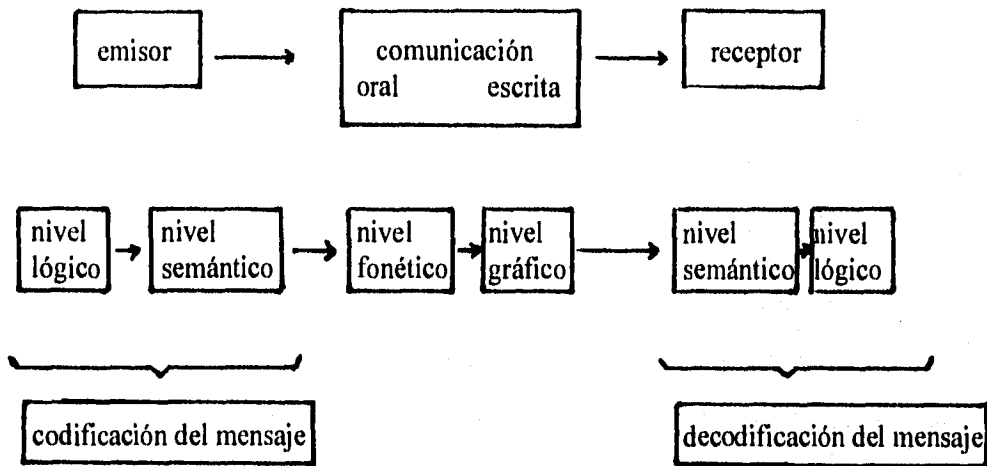 emisor
comunicación
oral escrita
receptor
nivel
lógico
nivel
semántico
nivel
fonético
nivel
gráfico
nivel
semántico
nivel
lógico
codificación del mensaje
decodificación del mensaje